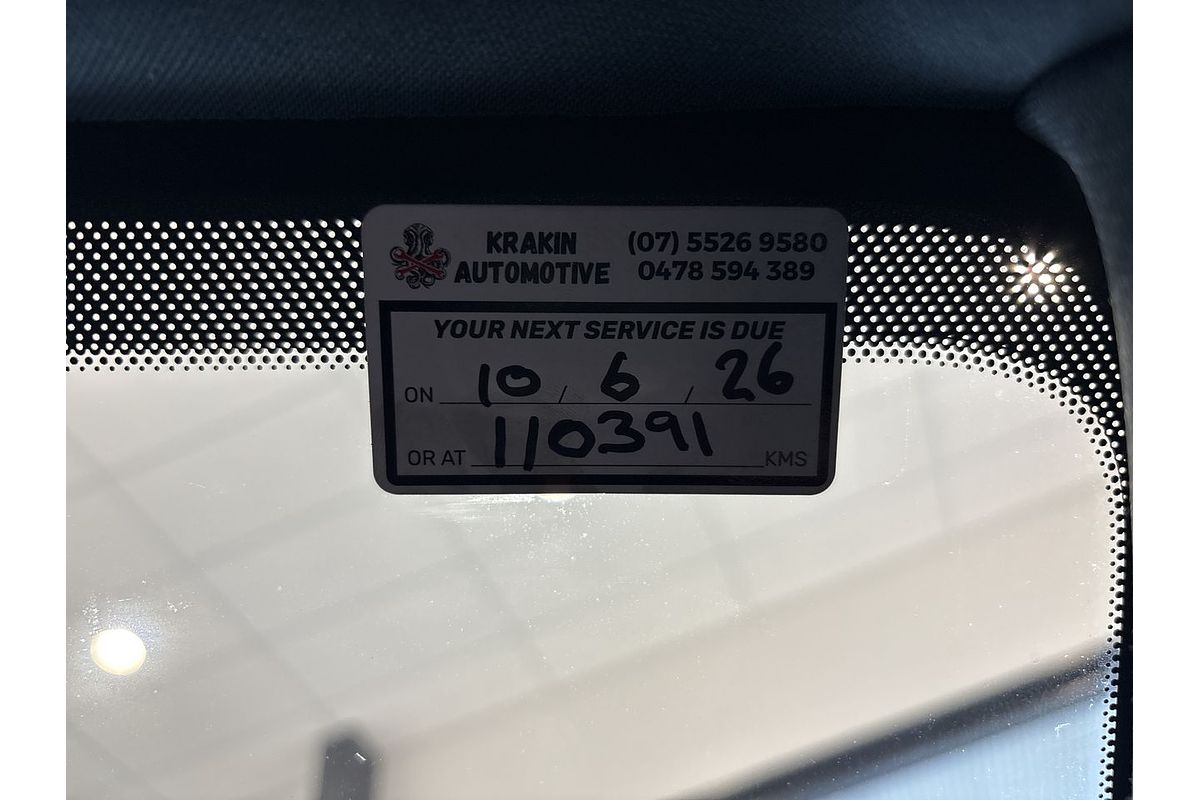 KRAKIN
AUTOMOTIVE
(07) 5526 9580
0478 594 389
YOUR NEXT SERVICE IS DUE
ON 10 / 6 / 26
OR AT 110391 KMS